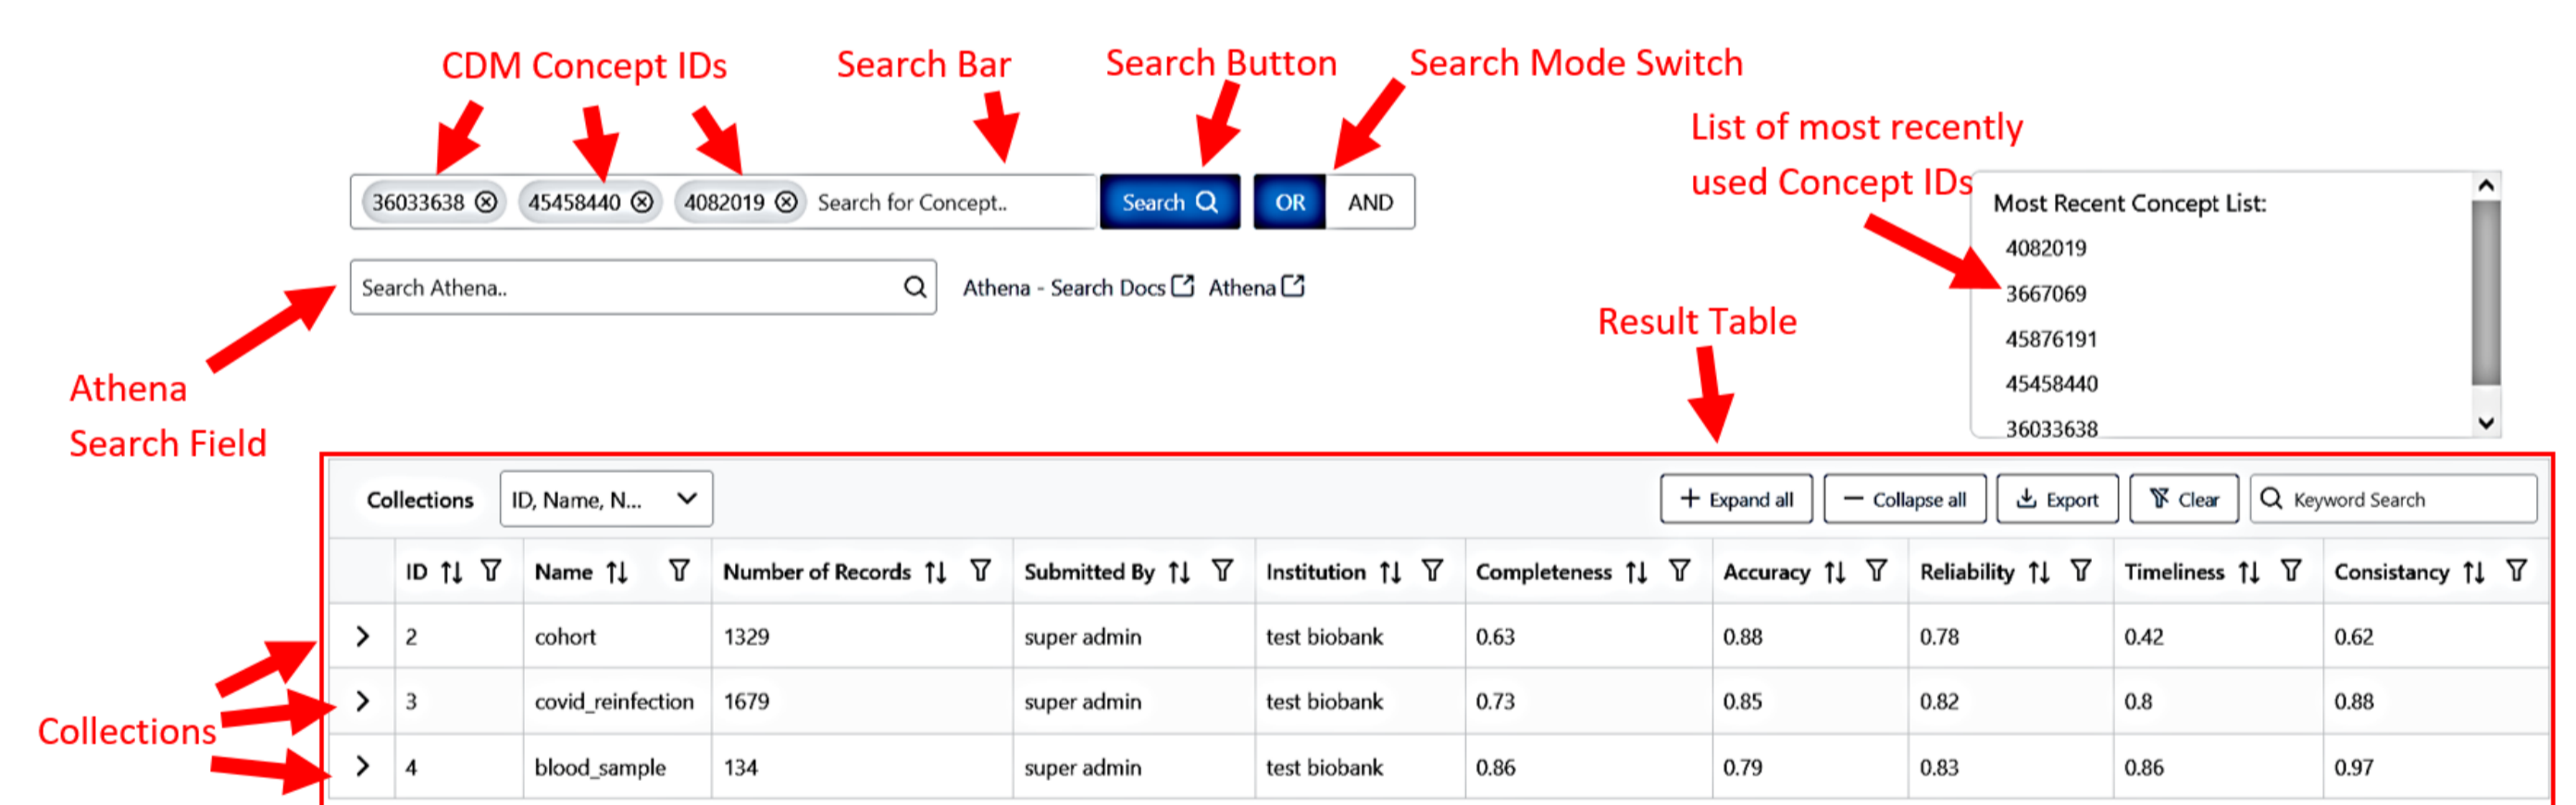 CDM Concept IDs
Search Bar
Search Button
Search Mode Switch
List of most recently
used Concept IDs
36033638
45458440
4082019
Search for Concept..
Search
OR
AND
Most Recent Concept List:
4082019
3667069
45876191
45458440
36033638
Search Athena..
Athena - Search Docs
Athena
Athena
Search Field
Result Table
Collections
ID, Name, N...
Expand all
Collapse all
Export
Clear
Keyword Search
ID Name Number of Records Submitted By Institution Completeness Accuracy Reliability Timeliness Consistancy
2 cohort 1329 super admin test biobank 0.63 0.88 0.78 0.42 0.62
3 covid_reinfection 1679 super admin test biobank 0.73 0.85 0.82 0.8 0.88
4 blood_sample 134 super admin test biobank 0.86 0.79 0.83 0.86 0.97
Collections